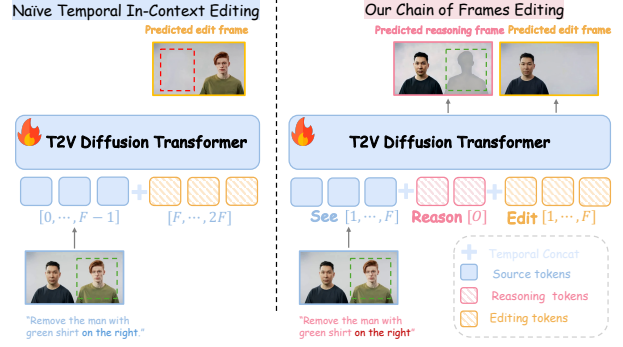 Naïve Temporal In-Context Editing
Predicted edit frame
T2V Diffusion Transformer
[0,⋯,F − 1]
[F,⋯,2F]
"Remove the man with
green shirt on the right."
Our Chain of Frames Editing
Predicted reasoning frame
Predicted edit frame
T2V Diffusion Transformer
See [1,⋯,F] Reason [0] Edit [1,⋯,F]
"Remove the man with
green shirt on the right"
Temporal Concat
Source tokens
Reasoning tokens
Editing tokens